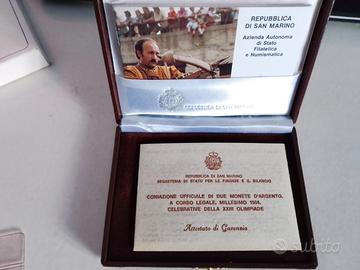 REPUBBLICA
DI SAN MARINO
Azienda Autonoma
di Stato
Filatelica
e Numismatica
REPUBBLICA DI SAN MARINO
REPUBBLICA DI SAN MARINO
SEGRETERIA DI STATO PER LE FINANZE E IL BILANCIO
CONIAZIONE UFFICIALE DI DUE MONETE D'ARGENTO,
A CORSO LEGALE, MILLESIMO 1984,
CELEBRATIVE DELLA XXIII OLIMPIADE
Attestato di Garanzia
subito